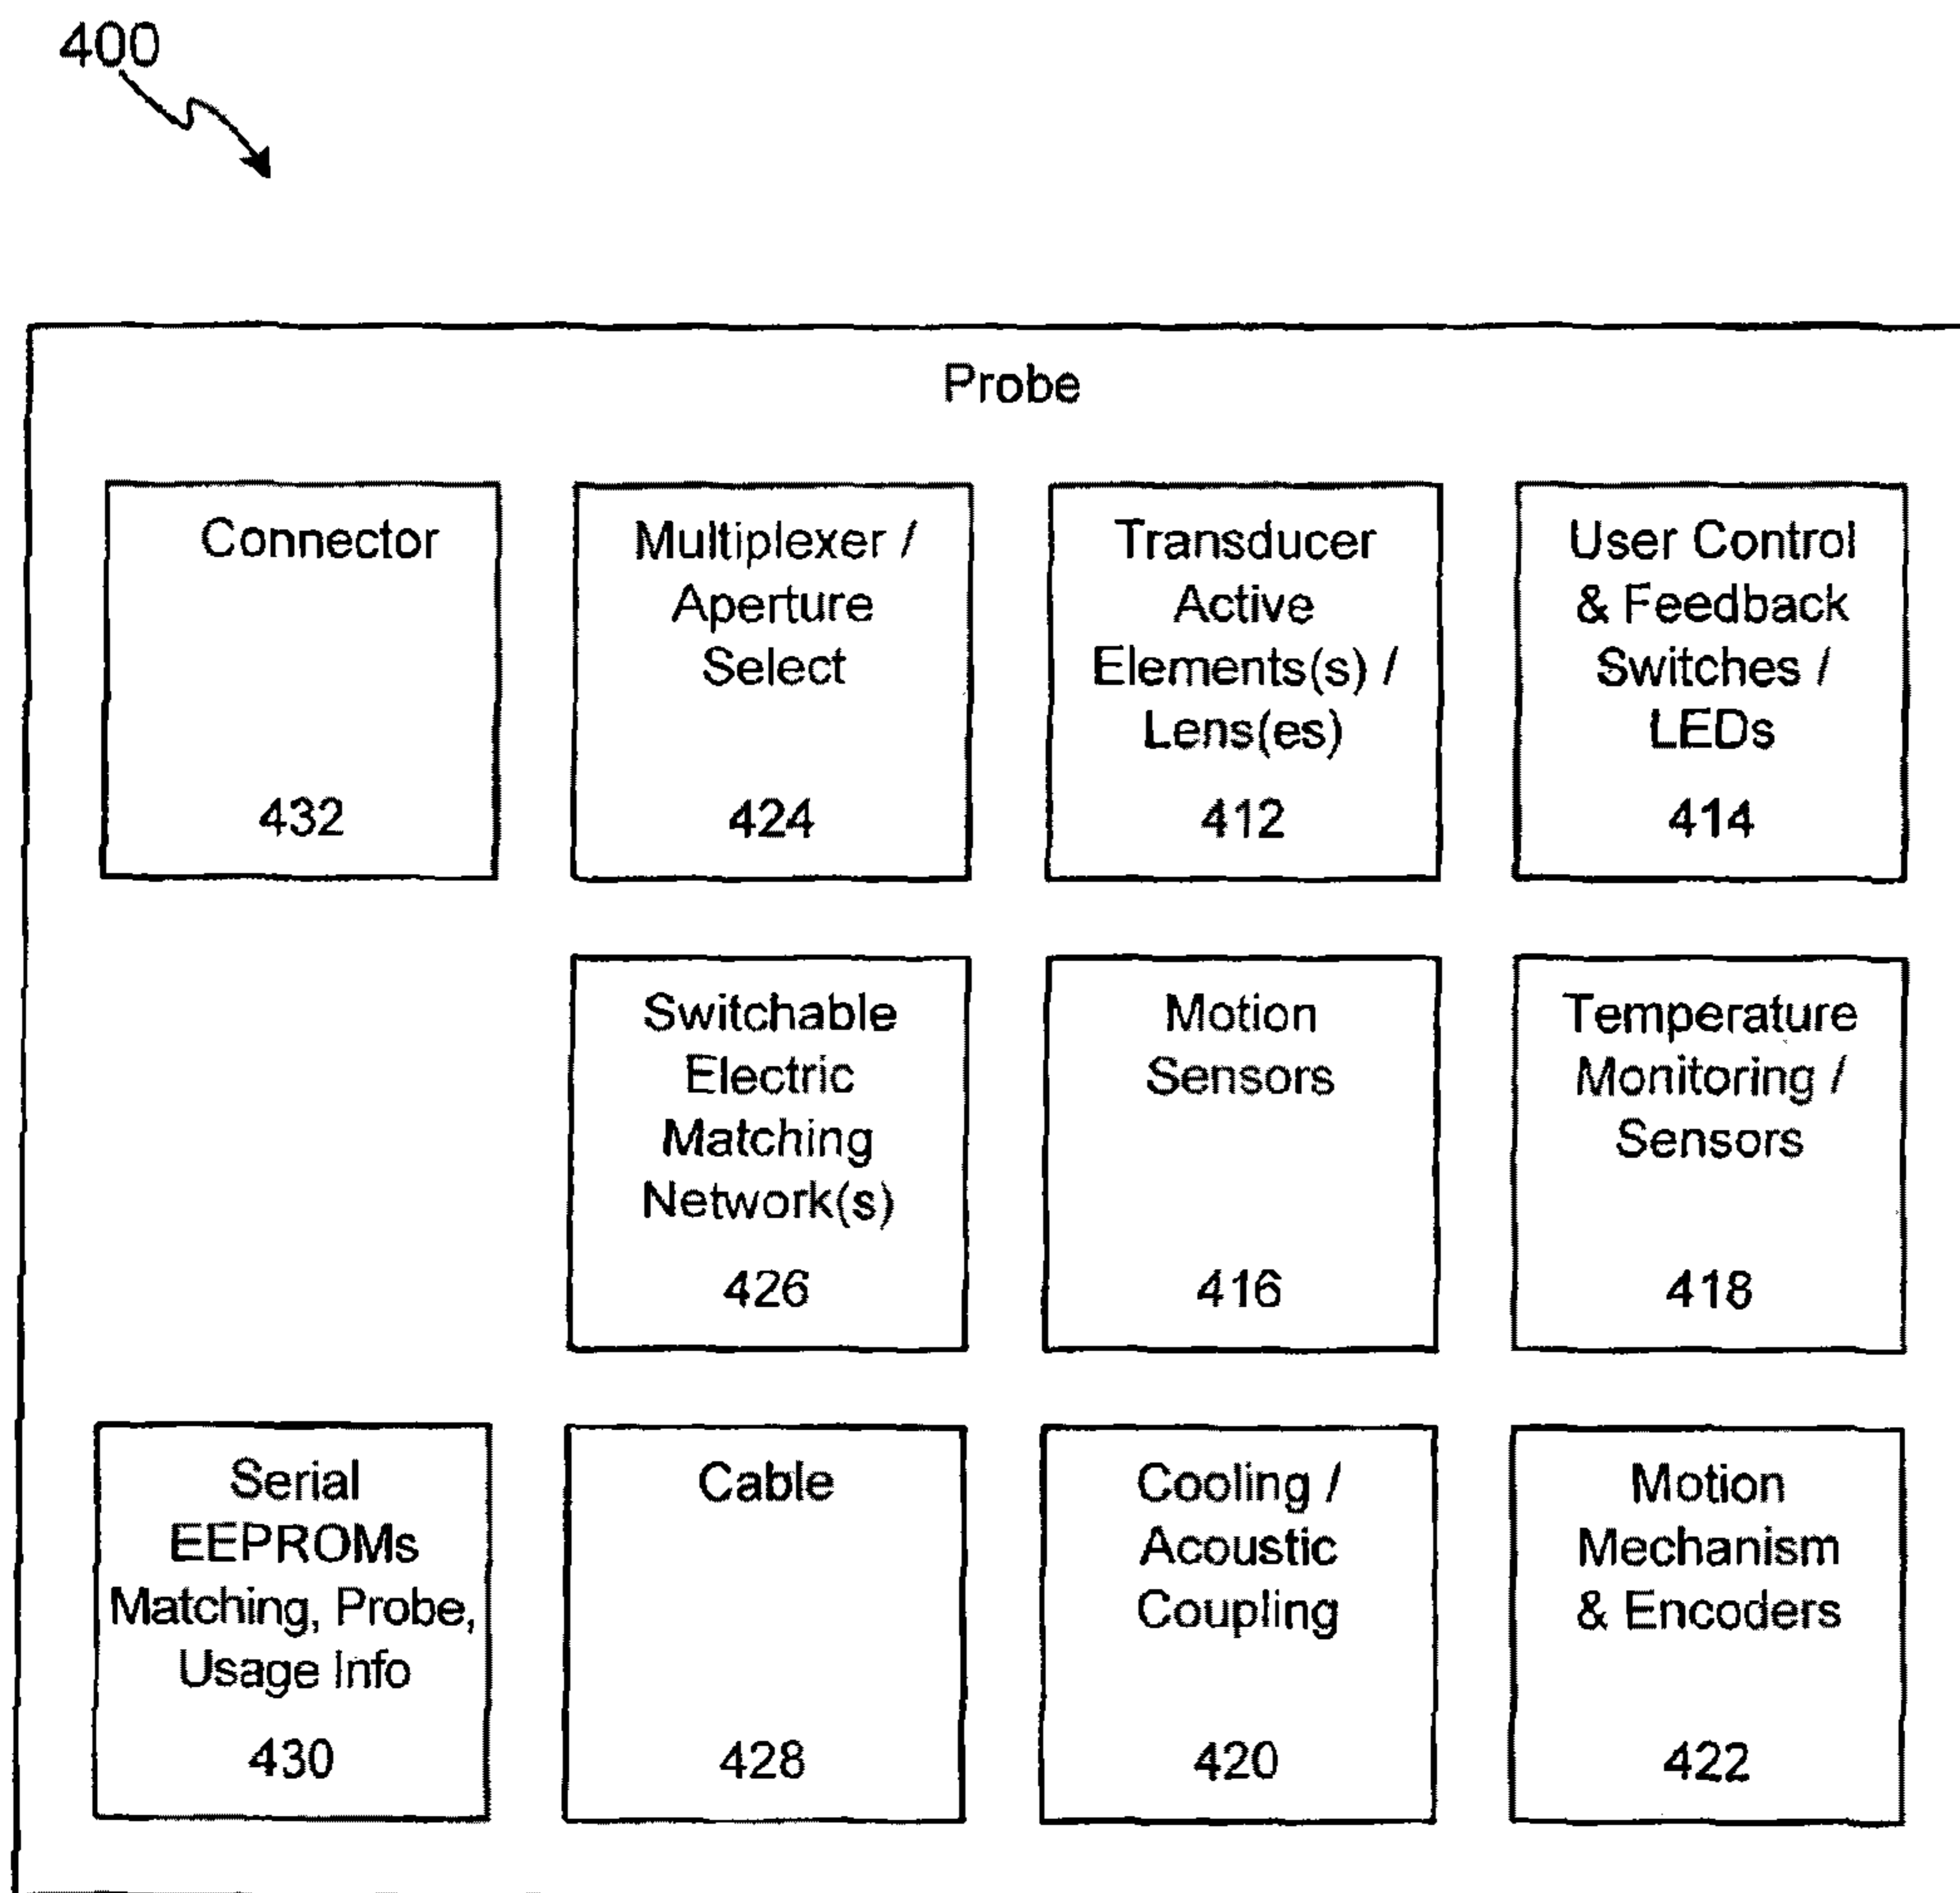 400
Probe
Connector
432
Multiplexer /
Aperture
Select
424
Transducer
Active
Elements(s) /
Lens(es)
412
User Control
& Feedback
Switches /
LEDs
414
Switchable
Electric
Matching
Network(s)
426
Motion
Sensors
416
Temperature
Monitoring /
Sensors
418
Serial
EEPROMs
Matching, Probe,
Usage Info
430
Cable
428
Cooling /
Acoustic
Coupling
420
Motion
Mechanism
& Encoders
422